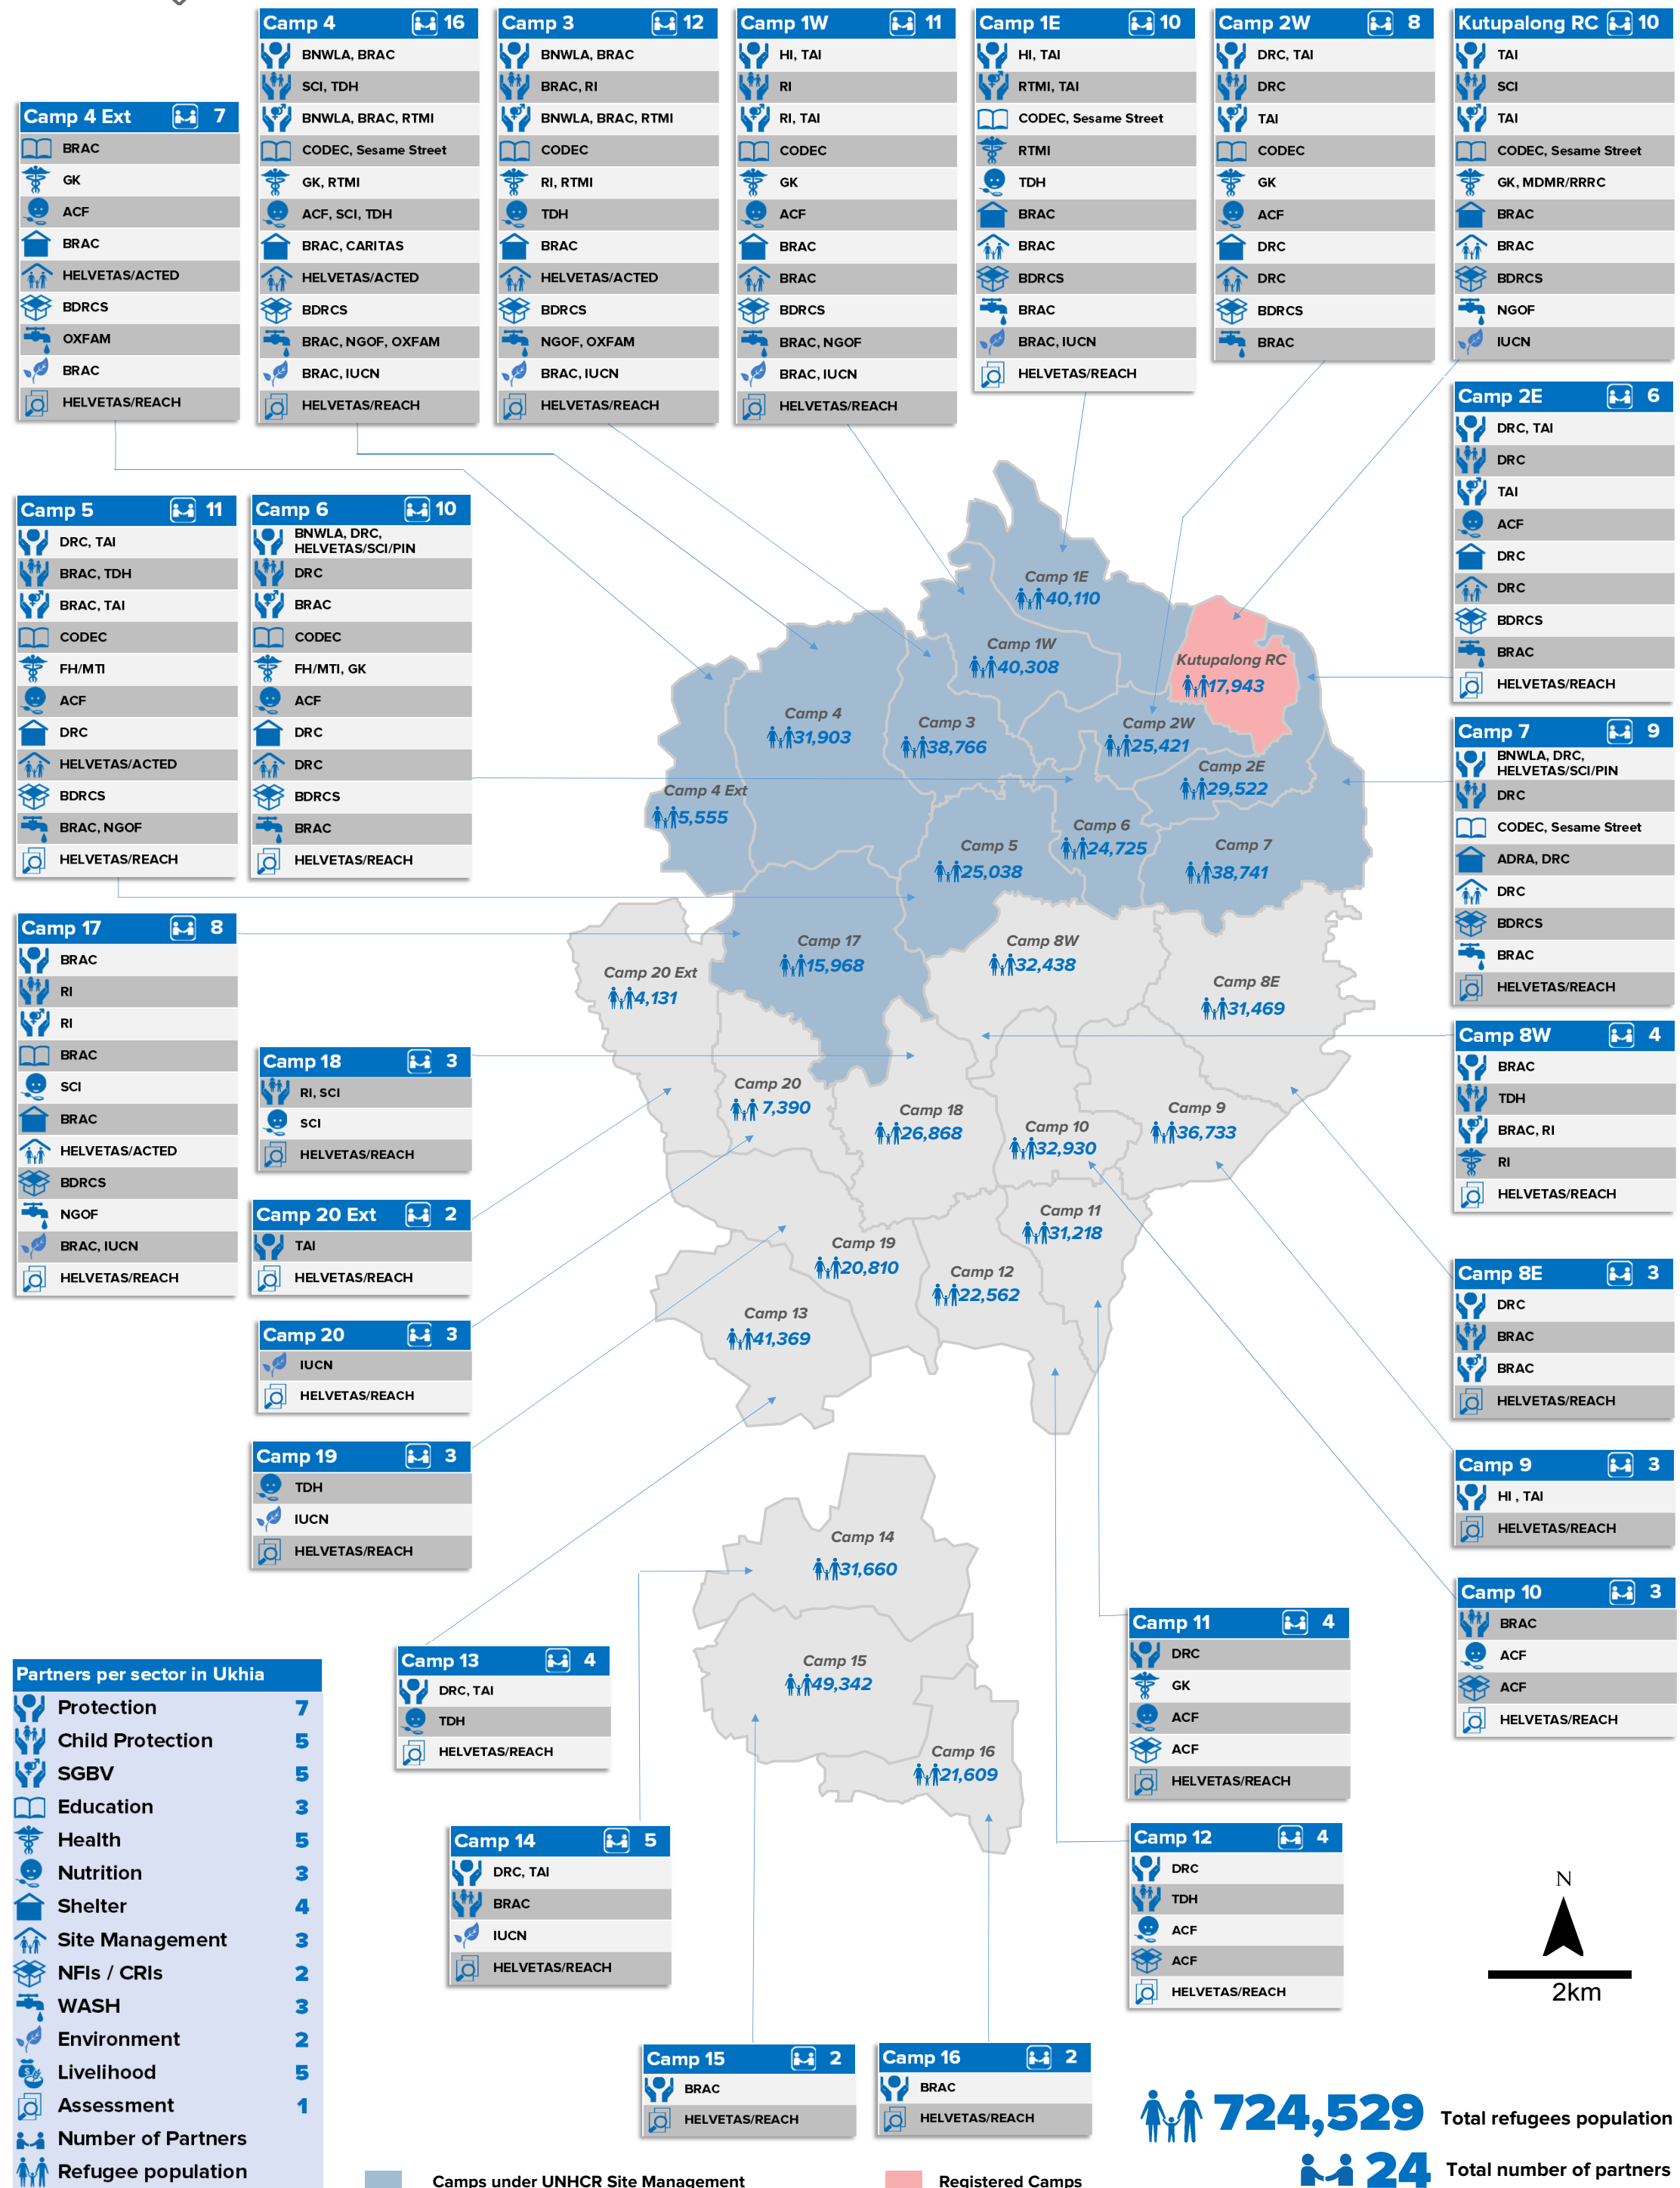 Camp 4 16
BNWLA, BRAC
SCI, TDH
BNWLA, BRAC, RTMI
CODEC, Sesame Street
GK, RTMI
ACF, SCI, TDH
BRAC, CARITAS
HELVETAS/ACTED
BDRCS
BRAC, NGOF, OXFAM
BRAC, IUCN
HELVETAS/REACH
Camp 3 12
BNWLA, BRAC
BRAC, RI
BNWLA, BRAC, RTMI
CODEC
RI, RTMI
TDH
BRAC
HELVETAS/ACTED
BDRCS
NGOF, OXFAM
BRAC, IUCN
HELVETAS/REACH
Camp 1W 11
HI, TAI
RI
RI, TAI
CODEC
GK
ACF
BRAC
BRAC
BDRCS
BRAC, NGOF
BRAC, IUCN
HELVETAS/REACH
Camp 1E 10
HI, TAI
RTMI, TAI
CODEC, Sesame Street
RTMI
TDH
BRAC
BRAC
BDRCS
BRAC
BRAC, IUCN
HELVETAS/REACH
Camp 2W 8
DRC, TAI
DRC
TAI
CODEC
GK
ACF
DRC
DRC
BDRCS
BRAC
Kutupalong RC 10
TAI
SCI
TAI
CODEC, Sesame Street
GK, MDMR/RRRC
BRAC
BRAC
BDRCS
NGOF
IUCN
Camp 4 Ext 7
BRAC
GK
ACF
BRAC
HELVETAS/ACTED
BDRCS
OXFAM
BRAC
HELVETAS/REACH
Camp 2E 6
DRC, TAI
DRC
TAI
ACF
DRC
DRC
BDRCS
BRAC
HELVETAS/REACH
Camp 5 11
DRC, TAI
BRAC, TDH
BRAC, TAI
CODEC
FH/MTI
ACF
DRC
HELVETAS/ACTED
BDRCS
BRAC, NGOF
HELVETAS/REACH
Camp 6 10
BNWLA, DRC,
HELVETAS/SCI/PIN
DRC
BRAC
CODEC
FH/MTI, GK
ACF
DRC
DRC
BDRCS
BRAC
HELVETAS/REACH
Camp 7 9
BNWLA, DRC,
HELVETAS/SCI/PIN
DRC
CODEC, Sesame Street
ADRA, DRC
DRC
BDRCS
BRAC
HELVETAS/REACH
Camp 1E
40,110
Camp 1W
40,308
Kutupalong RC
17,943
Camp 4
31,903
Camp 3
38,766
Camp 2W
25,421
Camp 2E
29,522
Camp 4 Ext
5,555
Camp 6
24,725
Camp 5
25,038
Camp 7
38,741
Camp 17
15,968
Camp 8W
32,438
Camp 20 Ext
4,131
Camp 8E
31,469
Camp 20
7,390
Camp 18
26,868
Camp 10
32,930
Camp 9
36,733
Camp 11
31,218
Camp 19
20,810
Camp 12
22,562
Camp 13
41,369
Camp 14
31,660
Camp 15
49,342
Camp 16
21,609
Camp 17 8
BRAC
RI
RI
BRAC
SCI
BRAC
HELVETAS/ACTED
BDRCS
NGOF
BRAC, IUCN
HELVETAS/REACH
Camp 18 3
RI, SCI
SCI
HELVETAS/REACH
Camp 20 Ext 2
TAI
HELVETAS/REACH
Camp 20 3
IUCN
HELVETAS/REACH
Camp 19 3
TDH
IUCN
HELVETAS/REACH
Camp 8W 4
BRAC
TDH
BRAC, RI
RI
HELVETAS/REACH
Camp 8E 3
DRC
BRAC
BRAC
HELVETAS/REACH
Camp 9 3
HI , TAI
HELVETAS/REACH
Camp 10 3
BRAC
ACF
ACF
HELVETAS/REACH
Camp 11 4
DRC
GK
ACF
ACF
HELVETAS/REACH
Camp 13 4
DRC, TAI
TDH
HELVETAS/REACH
Camp 14 5
DRC, TAI
BRAC
IUCN
HELVETAS/REACH
Camp 12 4
DRC
TDH
ACF
ACF
HELVETAS/REACH
Camp 15 2
BRAC
HELVETAS/REACH
Camp 16 2
BRAC
HELVETAS/REACH
Partners per sector in Ukhia
Protection 7
Child Protection 5
SGBV 5
Education 3
Health 5
Nutrition 3
Shelter 4
Site Management 3
NFIs / CRIs 2
WASH 3
Environment 2
Livelihood 5
Assessment 1
Number of Partners
Refugee population
N
2km
724,529 Total refugees population
24 Total number of partners
Camps under UNHCR Site Management
Registered Camps